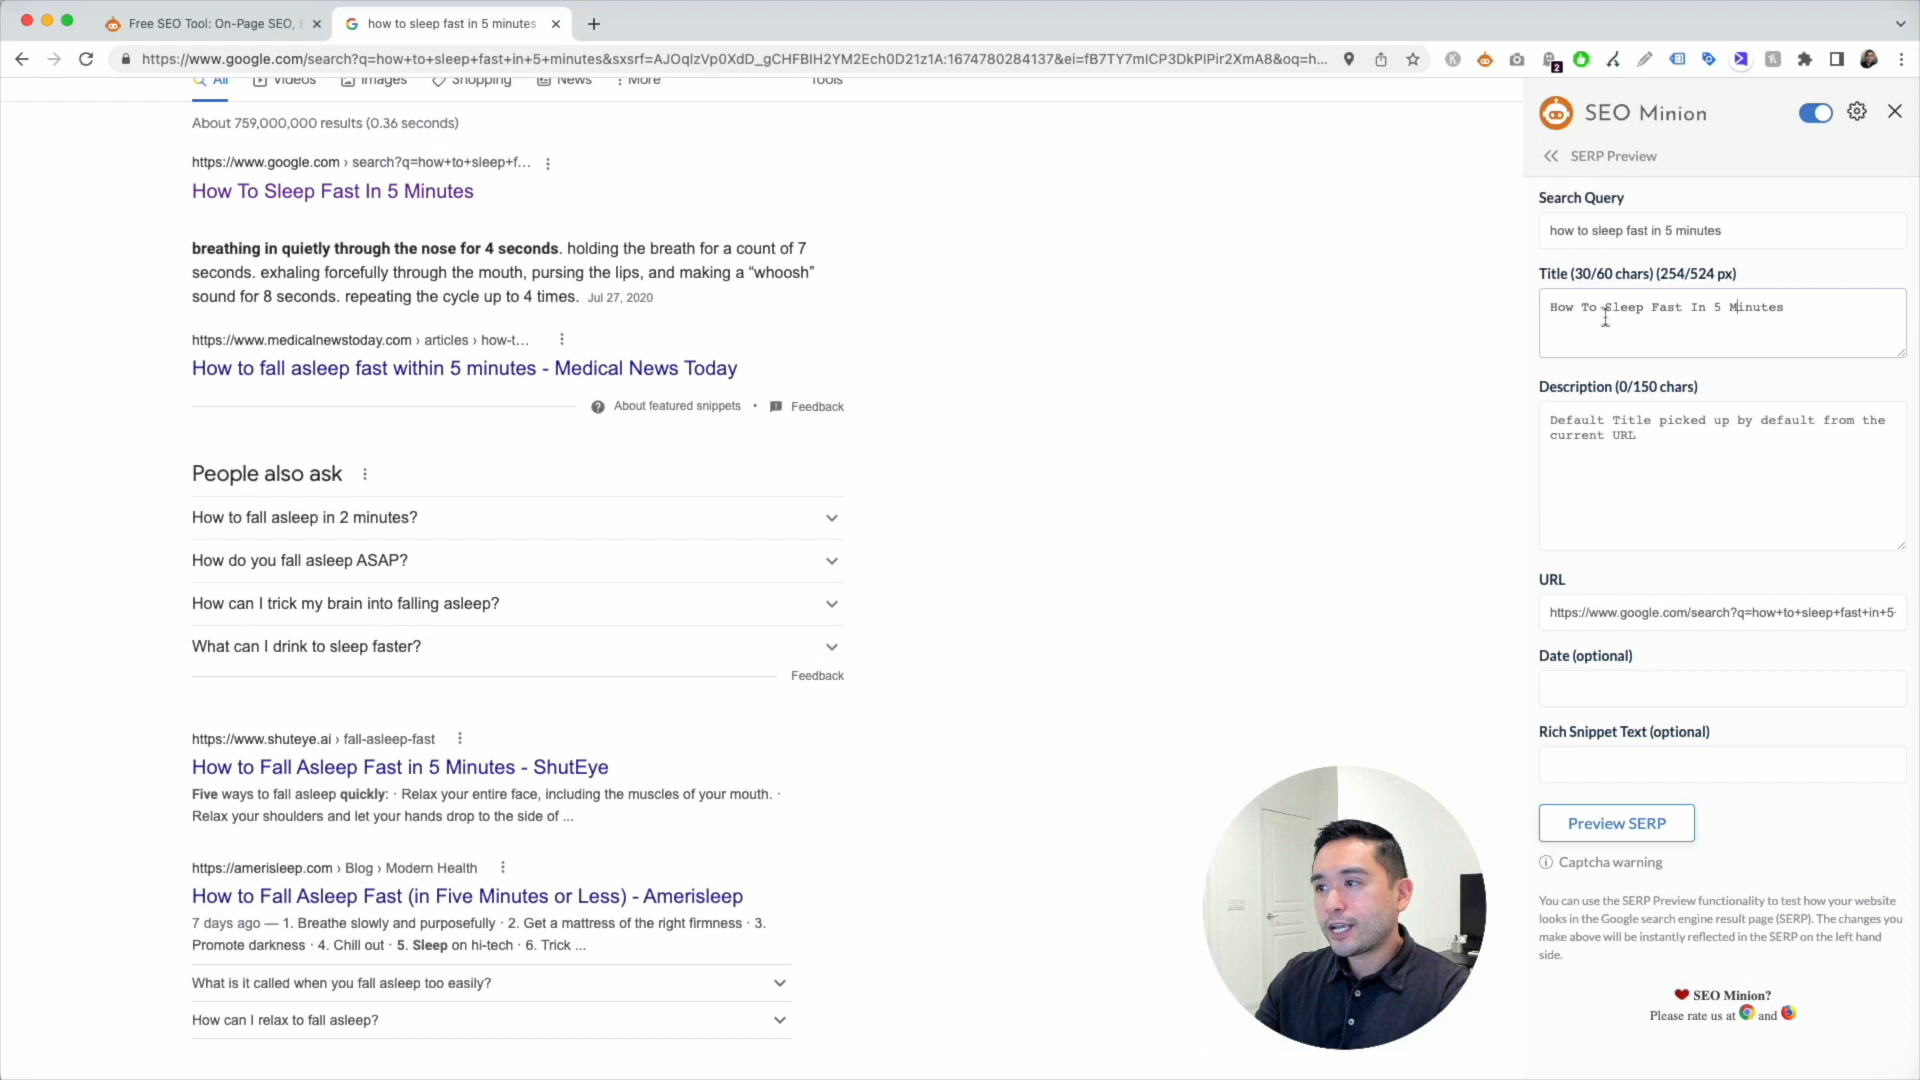 Free SEO Tool: On-Page SEO,
how to sleep fast in 5 minutes
https://www.google.com/search?q=how+to+sleep+fast+in+5+minutes&sxsrf=AJOqlzVp0XdD_gCHFBIH2YM2Ech0D21z1A:1674780284137&ei=fB7TY7mICP3DkPIPir2XmA8&oq=h...
2
All
Videos
Images
Shopping
News
More
Tools
About 759,000,000 results (0.36 seconds)
https://www.google.com › search?q=how+to+sleep+f...
How To Sleep Fast In 5 Minutes
breathing in quietly through the nose for 4 seconds. holding the breath for a count of 7
seconds. exhaling forcefully through the mouth, pursing the lips, and making a “whoosh”
sound for 8 seconds. repeating the cycle up to 4 times. Jul 27, 2020
https://www.medicalnewstoday.com › articles › how-t...
How to fall asleep fast within 5 minutes - Medical News Today
About featured snippets • Feedback
People also ask
How to fall asleep in 2 minutes?
How do you fall asleep ASAP?
How can I trick my brain into falling asleep?
What can I drink to sleep faster?
Feedback
https://www.shuteye.ai › fall-asleep-fast
How to Fall Asleep Fast in 5 Minutes - ShutEye
Five ways to fall asleep quickly: · Relax your entire face, including the muscles of your mouth. ·
Relax your shoulders and let your hands drop to the side of ...
https://amerisleep.com › Blog › Modern Health
How to Fall Asleep Fast (in Five Minutes or Less) - Amerisleep
7 days ago — 1. Breathe slowly and purposefully · 2. Get a mattress of the right firmness · 3.
Promote darkness · 4. Chill out · 5. Sleep on hi-tech · 6. Trick ...
What is it called when you fall asleep too easily?
How can I relax to fall asleep?
SEO Minion
SERP Preview
Search Query
how to sleep fast in 5 minutes
Title (30/60 chars) (254/524 px)
How To Sleep Fast In 5 Minutes
Description (0/150 chars)
Default Title picked up by default from the
current URL
URL
https://www.google.com/search?q=how+to+sleep+fast+in+5
Date (optional)
Rich Snippet Text (optional)
Preview SERP
Captcha warning
You can use the SERP Preview functionality to test how your website
looks in the Google search engine result page (SERP). The changes you
make above will be instantly reflected in the SERP on the left hand
side.
SEO Minion?
Please rate us at and